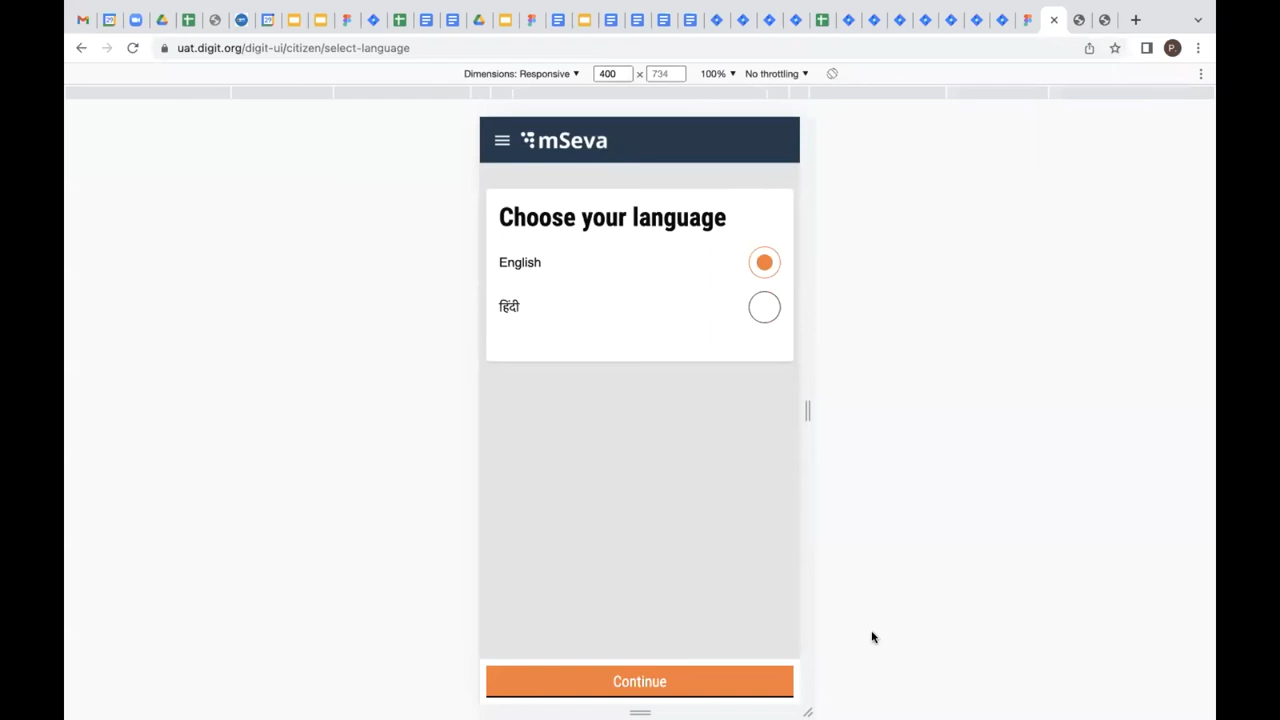 uat.digit.org/digit-ui/citizen/select-language
Dimensions: Responsive ▼ 400 × 734 100% ▼ No throttling ▼
mSeva
Choose your language
English
हिंदी
Continue